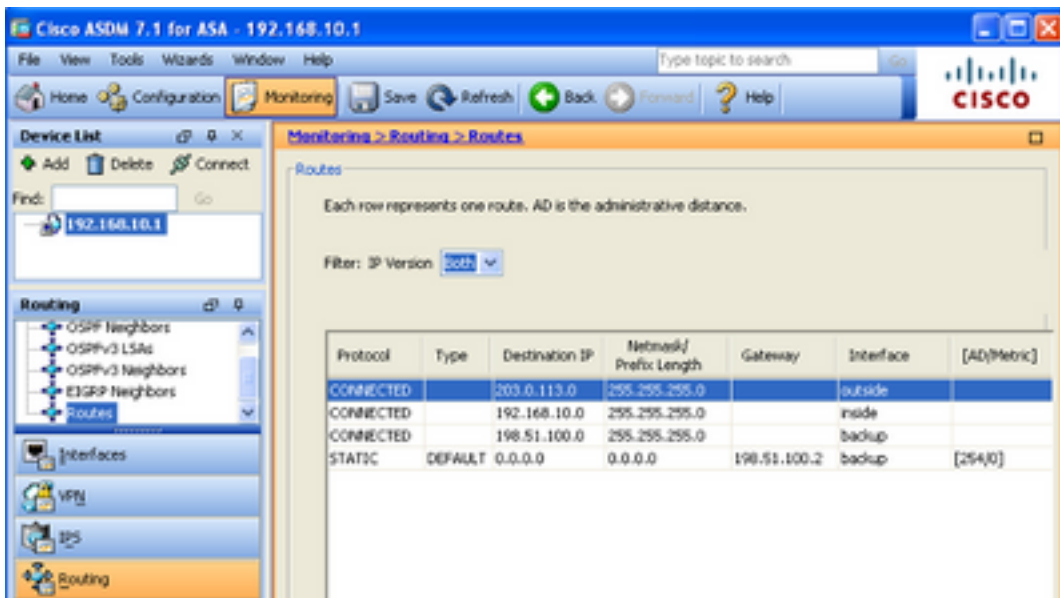 Cisco ASDM 7.1 for ASA - 192.168.10.1
File View Tools Wizards Window Help
Type topic to search
Go
Home Configuration Monitoring Save Refresh Back Forward Help
CISCO
Device List
Add Delete Connect
Find:
Go
192.168.10.1
Routing
OSPF Neighbors
OSPFv3 LSAs
OSPFv3 Neighbors
EIGRP Neighbors
Routes
Interfaces
VPN
IPS
Routing
Monitoring > Routing > Routes
Routes
Each row represents one route. AD is the administrative distance.
Filter: IP Version Both
Protocol Type Destination IP Netmask/ Prefix Length Gateway Interface [AD/Metric]
CONNECTED 203.0.113.0 255.255.255.0 outside
CONNECTED 192.168.10.0 255.255.255.0 inside
CONNECTED 198.51.100.0 255.255.255.0 backup
STATIC DEFAULT 0.0.0.0 0.0.0.0 198.51.100.2 backup [254/0]